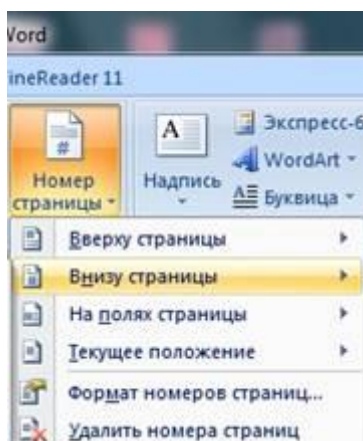 Word
ineReader 11
Номер страницы
Надпись
Экспресс-б
WordArt
Буквица
Вверху страницы
Внизу страницы
На полях страницы
Текущее положение
Формат номеров страниц...
Удалить номера страниц